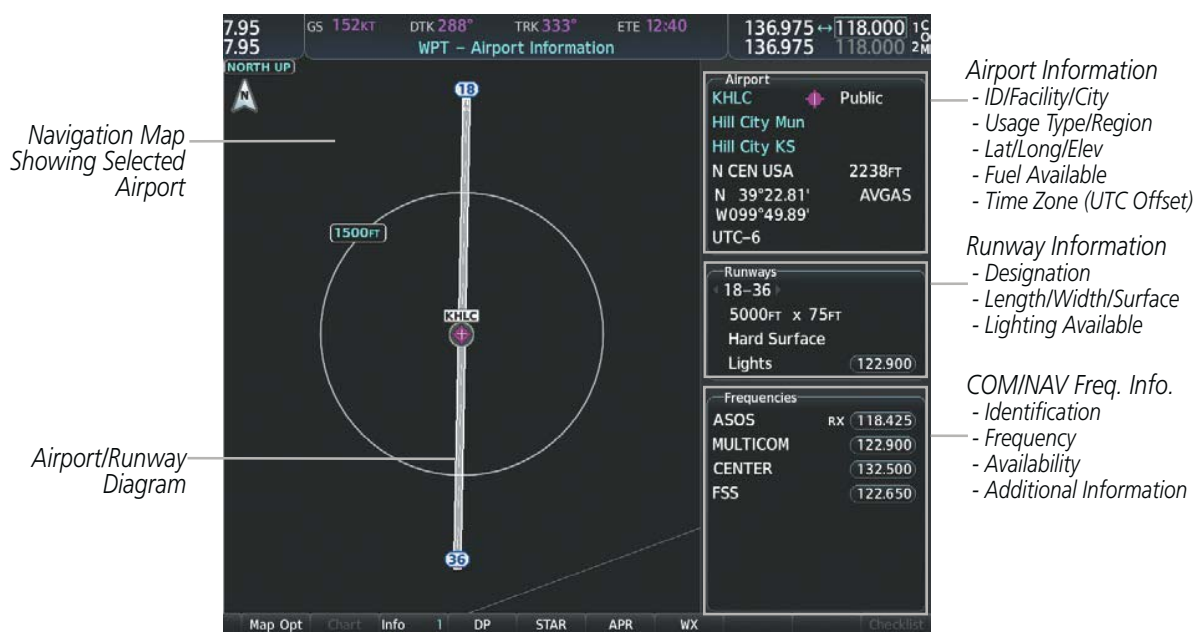 7.95 GS 152KT DTK 288° TRK 333° ETE 12:40 136.975 ↔ 118.000 1
7.95 WPT – Airport Information 136.975 118.000 2
NORTH UP
N
18
1500FT
KHLC
36
Navigation Map
Showing Selected
Airport
Airport/Runway
Diagram
Airport
KHLC Public
Hill City Mun
Hill City KS
N CEN USA 2238FT
N 39°22.81' AVGAS
W099°49.89'
UTC–6
Runways
18–36
5000FT x 75FT
Hard Surface
Lights 122.900
Frequencies
ASOS RX 118.425
MULTICOM 122.900
CENTER 132.500
FSS 122.650
Airport Information
- ID/Facility/City
- Usage Type/Region
- Lat/Long/Elev
- Fuel Available
- Time Zone (UTC Offset)
Runway Information
- Designation
- Length/Width/Surface
- Lighting Available
COM/NAV Freq. Info.
- Identification
- Frequency
- Availability
- Additional Information
Map Opt Chart Info 1 DP STAR APR WX Checklist